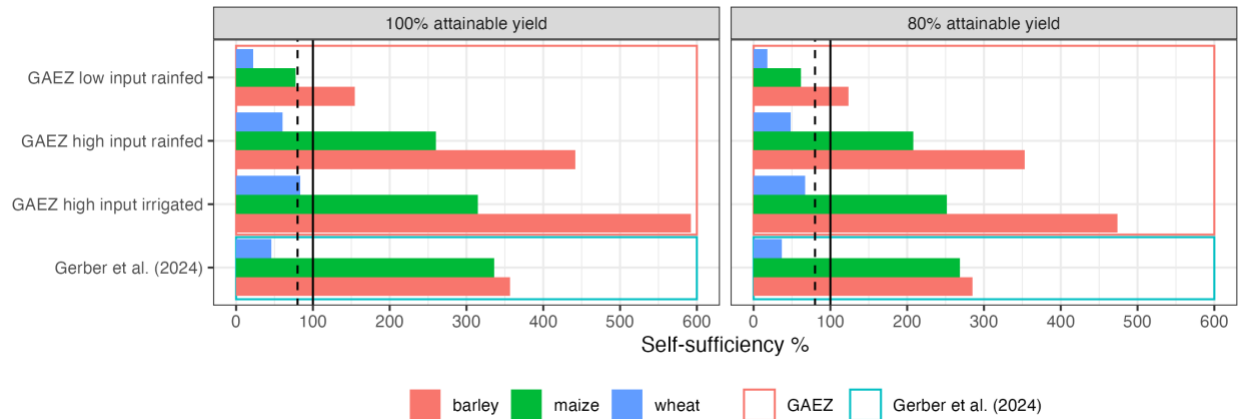 100% attainable yield
80% attainable yield
GAEZ low input rainfed
GAEZ high input rainfed
GAEZ high input irrigated
Gerber et al. (2024)
0 100 200 300 400 500 600
0 100 200 300 400 500 600
Self-sufficiency %
barley maize wheat GAEZ Gerber et al. (2024)